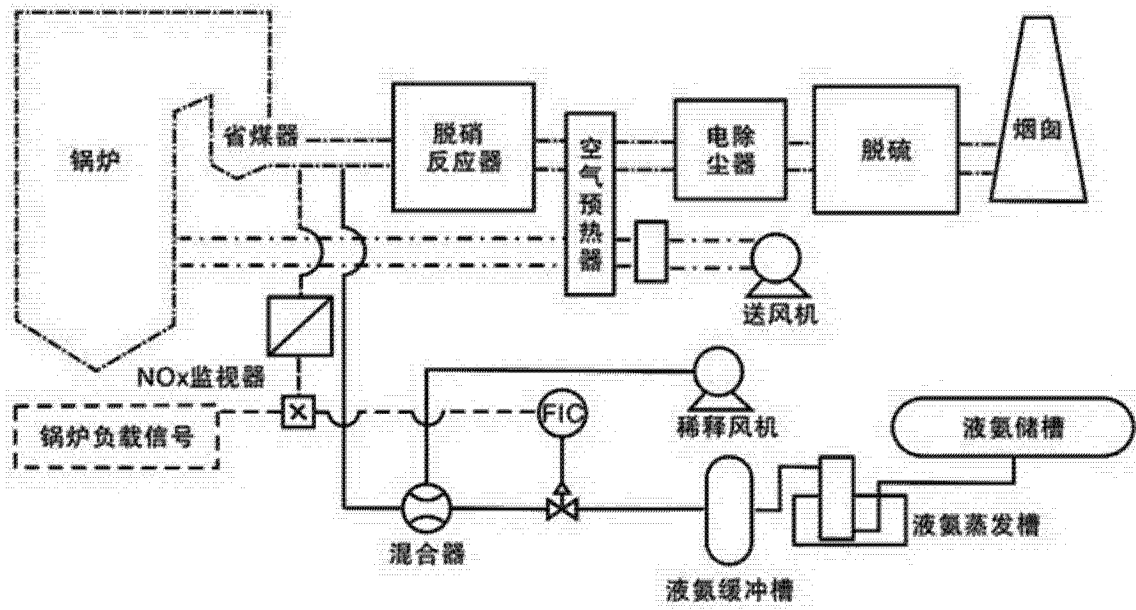 锅炉
省煤器
脱硝
反应器
空气预热器
电除
尘器
脱硫
烟囱
送风机
NOx监视器
锅炉负载信号
×
FIC
稀释风机
液氨储槽
混合器
液氨缓冲槽
液氨蒸发槽